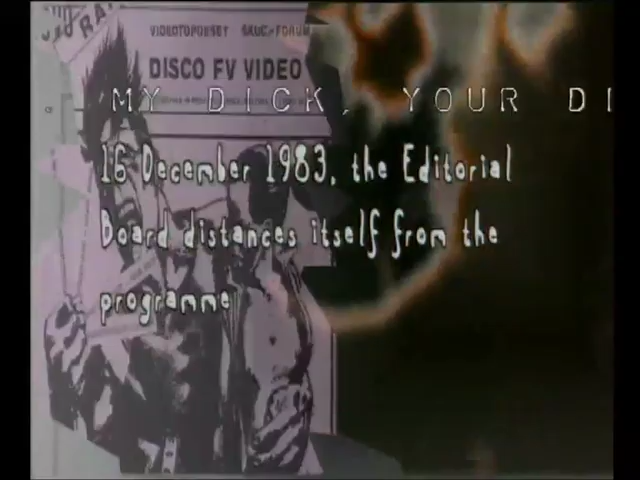 VIDEOTOPUSEY SKUC-FORUM
DISCO FV VIDEO
MY DICK, YOUR DI
16 December 1983, the Editorial
Board distances itself from the
programme